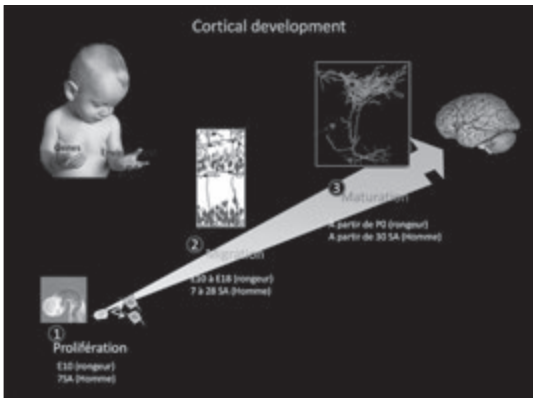 Cortical development
Gènes
①
Prolifération
E10 (rongeur)
7SA (Homme)
②
Migration
E10 à E18 (rongeur)
7 à 28 SA (Homme)
③
Maturation
A partir de P0 (rongeur)
A partir de 30 SA (Homme)